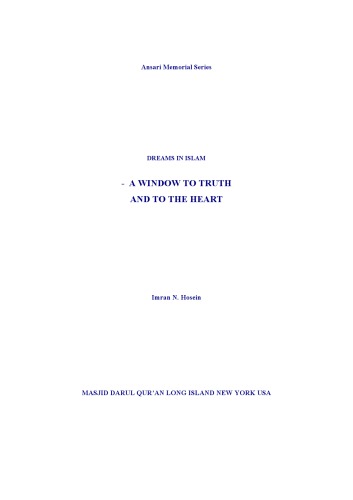 Ansari Memorial Series
DREAMS IN ISLAM
- A WINDOW TO TRUTH
AND TO THE HEART
Imran N. Hosein
MASJID DARUL QUR'AN LONG ISLAND NEW YORK USA